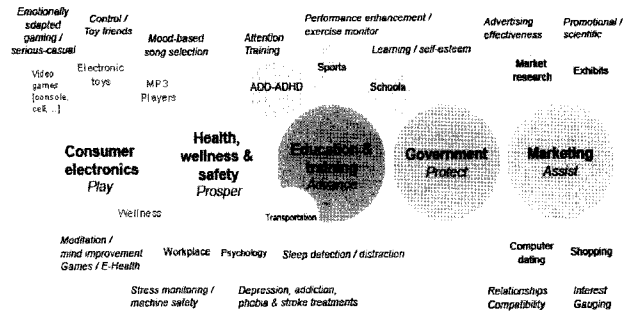 Emotionally
sdapted
gaming /
serious-casual
Control /
Toy friends
Mood-based
song selection
Attention
Training
Performance enhancement /
exercise monitor
Learning / self-esteem
Advertising
effectiveness
Promotional /
scientific
Video
games
[console,
cell, ...]
Electronic
toys
MP3
Players
ADD-ADHD
Sports
Schools
Market
research
Exhibits
Consumer
electronics
Play
Health,
wellness &
safety
Prosper
Education &
training
Advance
Government
Protect
Marketing
Assist
Wellness
Transportation
Meditation /
mind improvement
Games / E-Health
Workplace
Psychology
Sleep detection / distraction
Computer
dating
Shopping
Stress monitoring /
machine safety
Depression, addiction,
phobia & stroke treatments
Relationships
Compatibility
Interest
Gauging